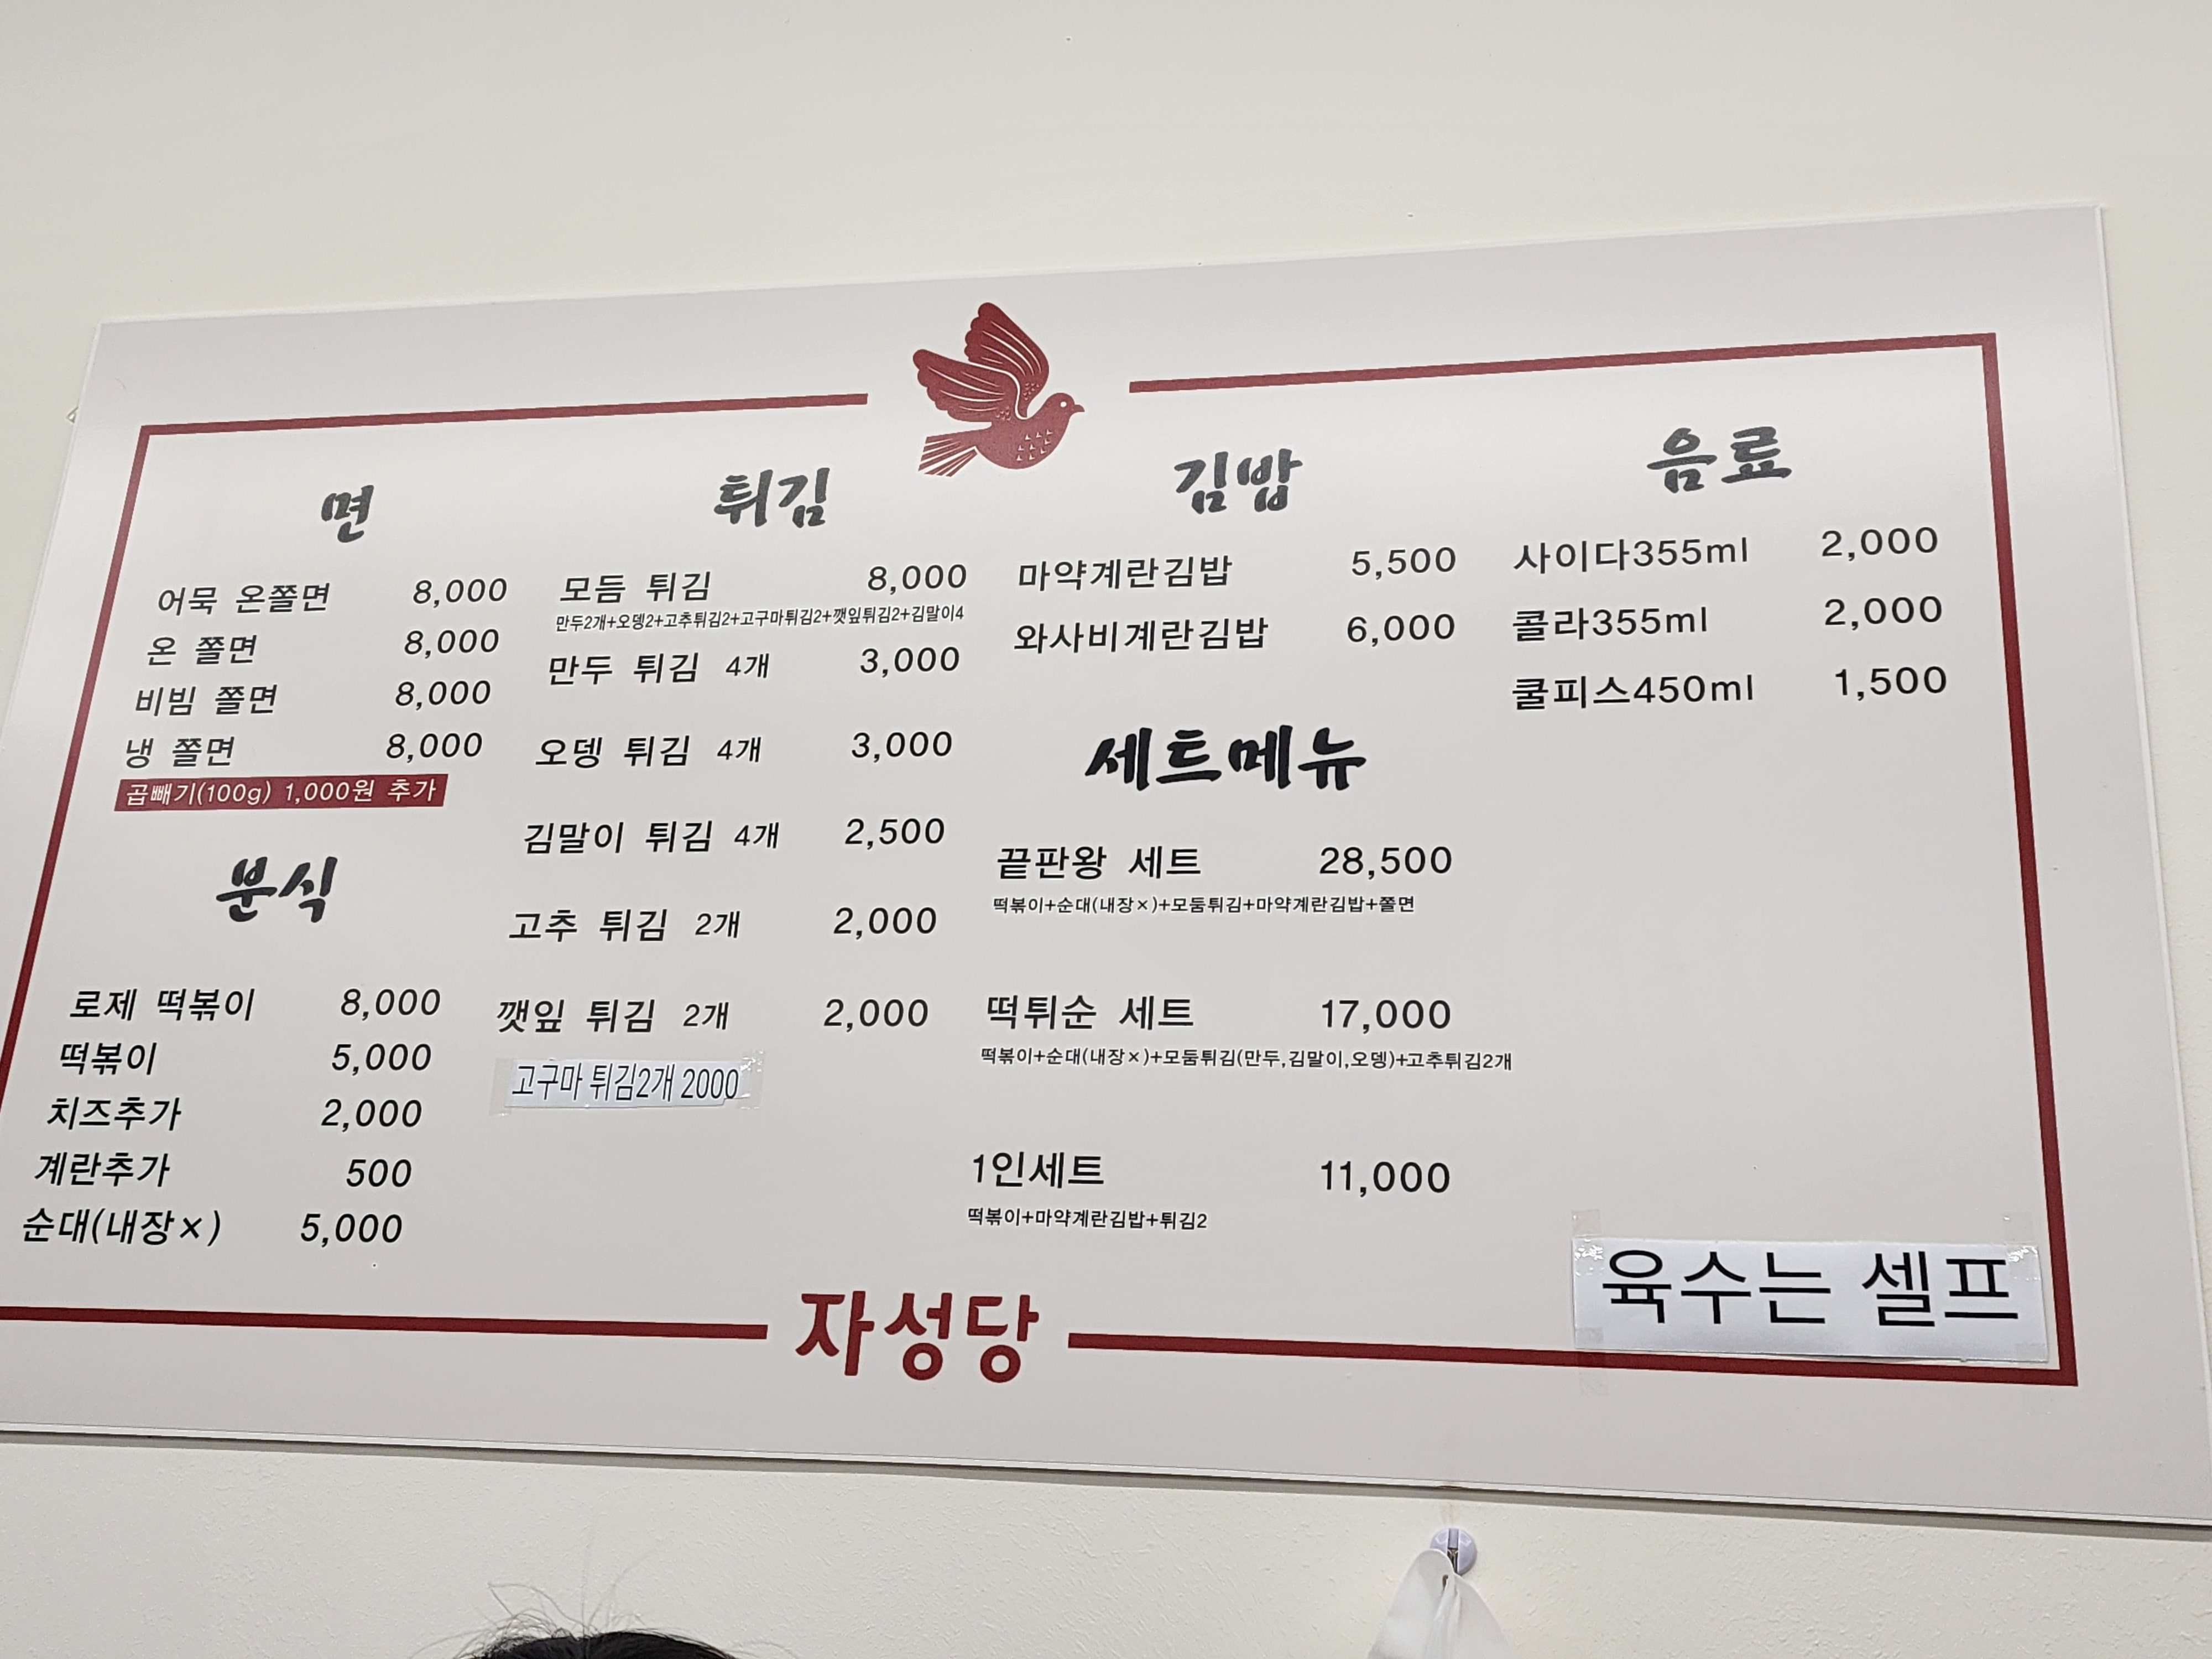 면
어묵 온쫄면 8,000
온 쫄면 8,000
비빔 쫄면 8,000
냉 쫄면 8,000
곱빼기(100g) 1,000원 추가
분식
로제 떡볶이 8,000
떡볶이 5,000
치즈추가 2,000
계란추가 500
순대(내장×) 5,000
튀김
모듬 튀김 8,000
만두2개+오뎅2+고추튀김2+고구마튀김2+깻잎튀김2+김말이4
만두 튀김 4개 3,000
오뎅 튀김 4개 3,000
김말이 튀김 4개 2,500
고추 튀김 2개 2,000
깻잎 튀김 2개 2,000
고구마 튀김2개 2000
김밥
마약계란김밥 5,500
와사비계란김밥 6,000
세트메뉴
끝판왕 세트 28,500
떡볶이+순대(내장×)+모둠튀김+마약계란김밥+쫄면
떡튀순 세트 17,000
떡볶이+순대(내장×)+모둠튀김(만두,김말이,오뎅)+고추튀김2개
1인세트 11,000
떡볶이+마약계란김밥+튀김2
음료
사이다355ml 2,000
콜라355ml 2,000
쿨피스450ml 1,500
육수는 셀프
자성당